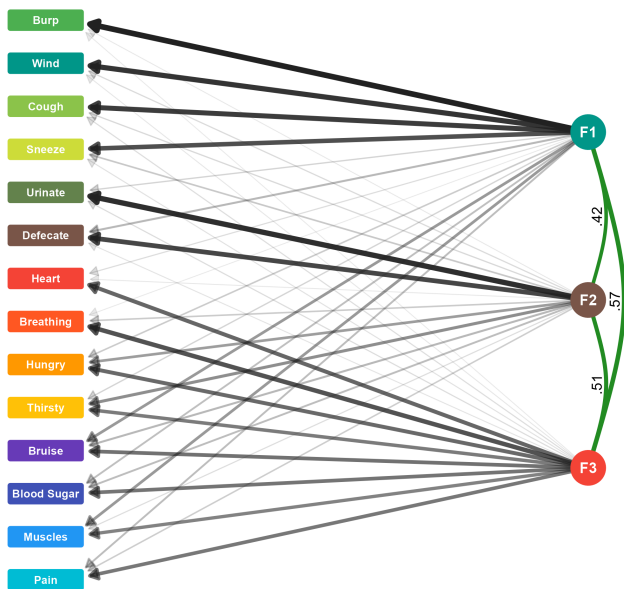 Burp
Wind
Cough
Sneeze
Urinate
Defecate
Heart
Breathing
Hungry
Thirsty
Bruise
Blood Sugar
Muscles
Pain
F1
F2
F3
.42
.57
.51